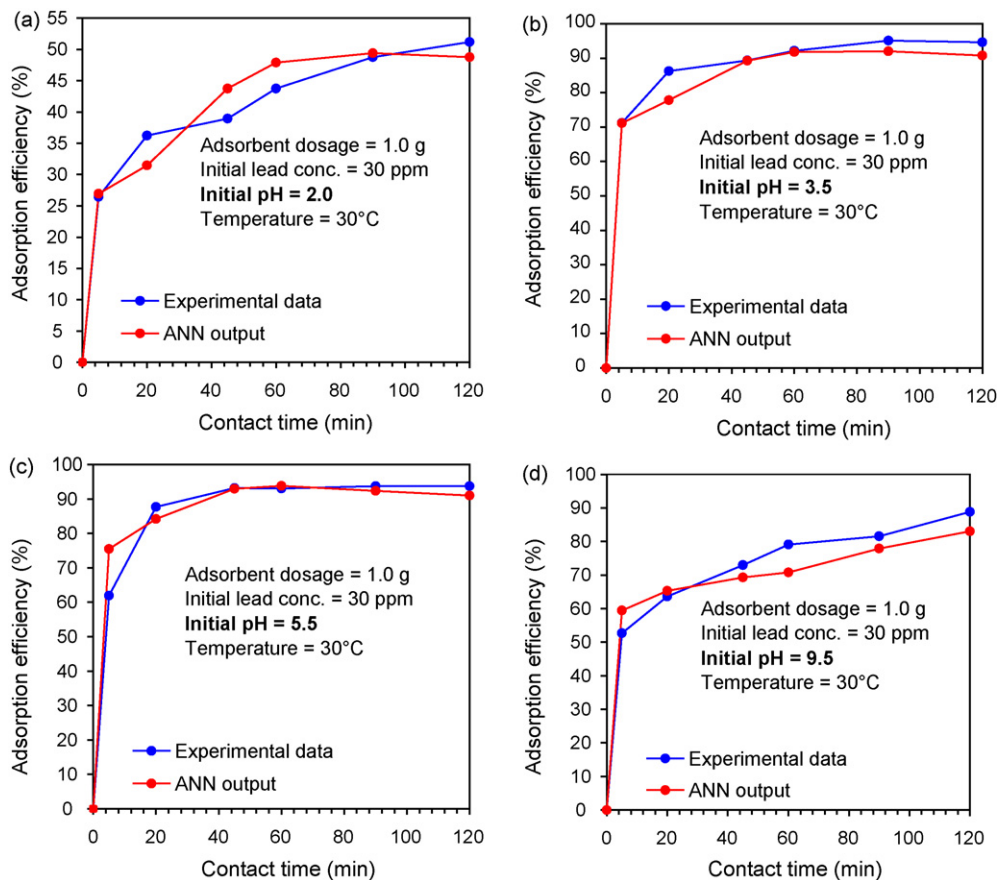 (a)
55
50
45
40
35
30
25
20
15
10
5
0
Adsorption efficiency (%)
Adsorbent dosage = 1.0 g
Initial lead conc. = 30 ppm
Initial pH = 2.0
Temperature = 30°C
Experimental data
ANN output
0 20 40 60 80 100 120
Contact time (min)
(b)
100
90
80
70
60
50
40
30
20
10
0
Adsorption efficiency (%)
Adsorbent dosage = 1.0 g
Initial lead conc. = 30 ppm
Initial pH = 3.5
Temperature = 30°C
Experimental data
ANN output
0 20 40 60 80 100 120
Contact time (min)
(c)
100
90
80
70
60
50
40
30
20
10
0
Adsorption efficiency (%)
Adsorbent dosage = 1.0 g
Initial lead conc. = 30 ppm
Initial pH = 5.5
Temperature = 30°C
Experimental data
ANN output
0 20 40 60 80 100 120
Contact time (min)
(d)
100
90
80
70
60
50
40
30
20
10
0
Adsorption efficiency (%)
Adsorbent dosage = 1.0 g
Initial lead conc. = 30 ppm
Initial pH = 9.5
Temperature = 30°C
Experimental data
ANN output
0 20 40 60 80 100 120
Contact time (min)